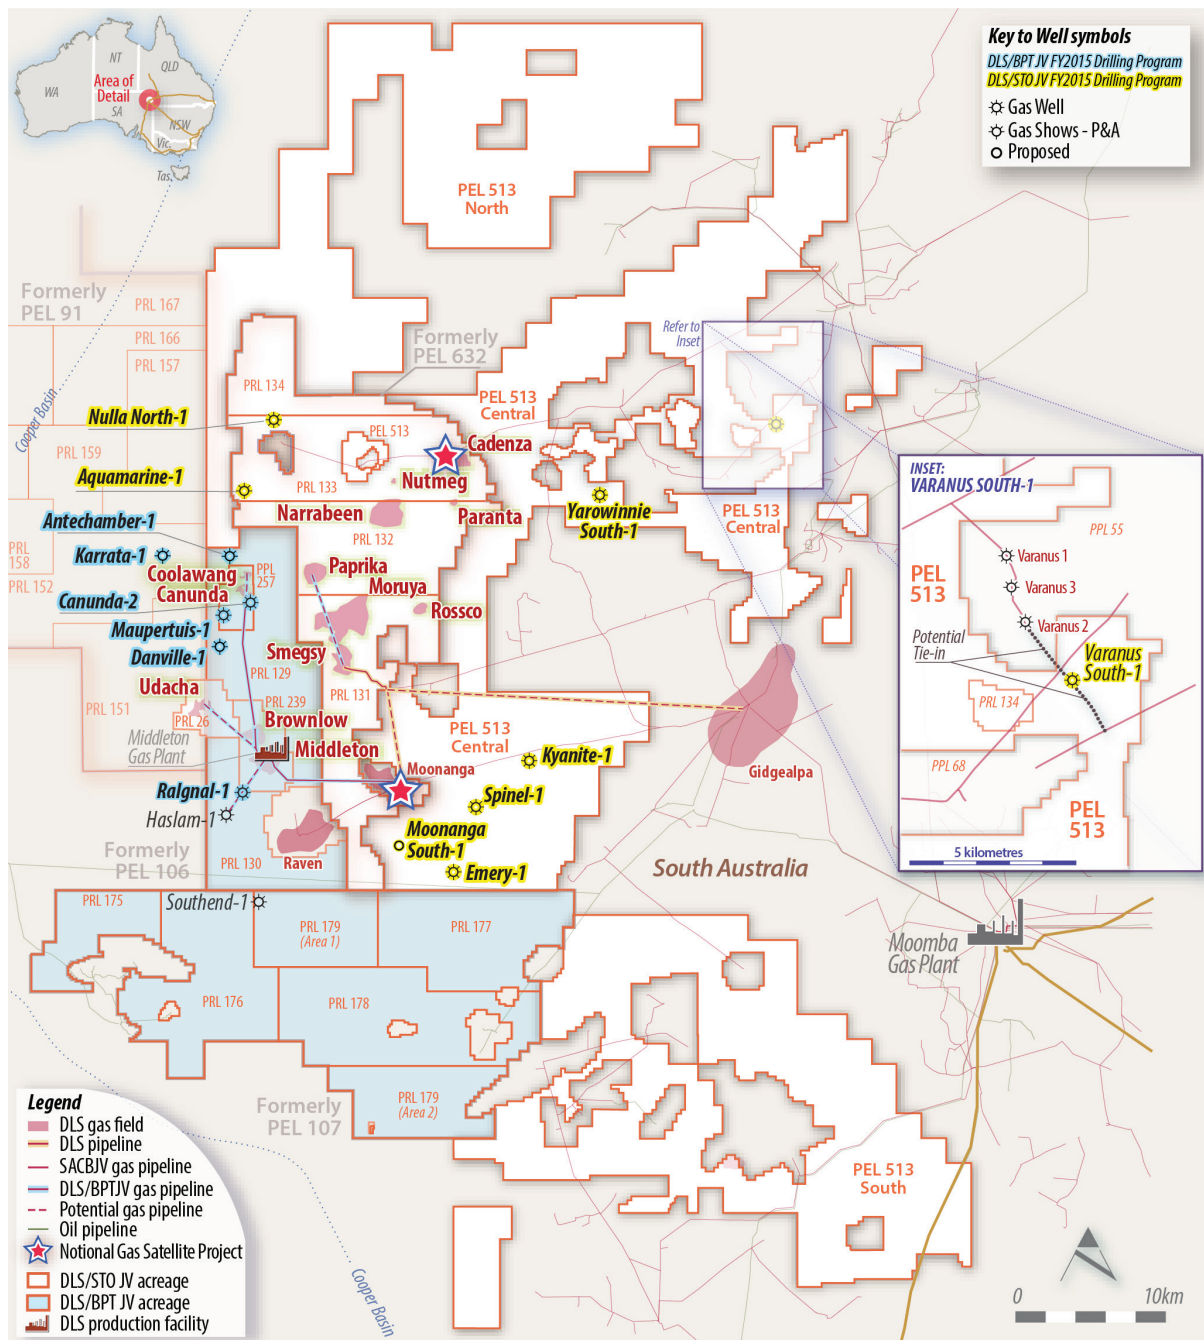 NT
QLD
WA
Area of
Detail
SA
NSW
Vic.
Tas.
Key to Well symbols
DLS/BPT JV FY2015 Drilling Program
DLS/STO JV FY2015 Drilling Program
Gas Well
Gas Shows - P&A
Proposed
PEL 513
North
Formerly
PEL 91
PRL 167
PRL 166
PRL 157
Formerly
PEL 632
Refer to
Inset
Cooper Basin
PRL 134
PEL 513
Central
Nulla North-1
PEL 513
Cadenza
PRL 159
Aquamarine-1
PRL 133
Nutmeg
Narrabeen
Paranta
Yarowinnie
South-1
PEL 513
Central
Antechamber-1
PRL 132
PRL
158
Karrata-1
PPL
257
Coolawang
Canunda
Paprika
Moruya
PRL 152
Canunda-2
Rossco
Maupertuis-1
Danville-1
Smegsy
PRL 129
Udacha
PRL 131
PRL 151
PRL 26
PRL 239
Brownlow
PEL 513
Central
Middleton
Gas Plant
Middleton
Moonanga
Kyanite-1
Gidgealpa
Ralgnal-1
Spinel-1
Haslam-1
Moonanga
South-1
Formerly
PEL 106
PRL 130
Raven
Emery-1
South Australia
INSET:
VARANUS SOUTH-1
PPL 55
Varanus 1
PEL
513
Varanus 3
Varanus 2
Potential
Tie-in
Varanus
South-1
PRL 134
PPL 68
PEL
513
5 kilometres
PRL 175
Southend-1
PRL 179
(Area 1)
PRL 177
Moomba
Gas Plant
PRL 176
PRL 178
Formerly
PEL 107
PRL 179
(Area 2)
PEL 513
South
Cooper Basin
Legend
DLS gas field
DLS pipeline
SACBJV gas pipeline
DLS/BPTJV gas pipeline
Potential gas pipeline
Oil pipeline
Notional Gas Satellite Project
DLS/STO JV acreage
DLS/BPT JV acreage
DLS production facility
0
10km